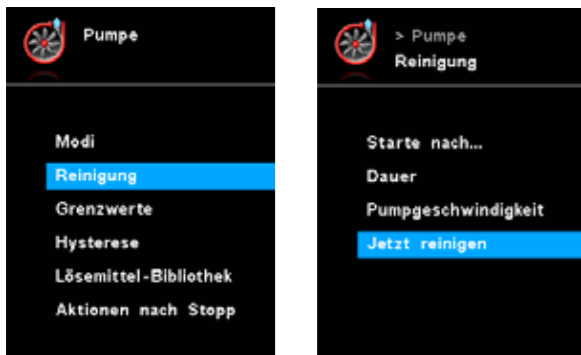 Pumpe
Modi
Reinigung
Grenzwerte
Hysterese
Lösemittel-Bibliothek
Aktionen nach Stopp
> Pumpe
Reinigung
Starte nach...
Dauer
Pumpgeschwindigkeit
Jetzt reinigen